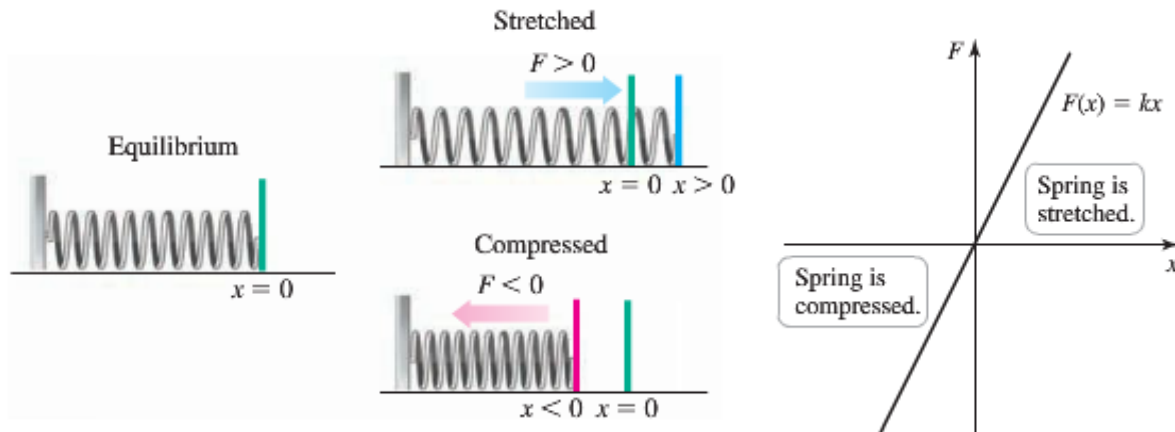 Equilibrium
x = 0
Stretched
F > 0
x = 0 x > 0
Compressed
F < 0
x < 0 x = 0
F
F(x) = kx
Spring is
stretched.
x
Spring is
compressed.